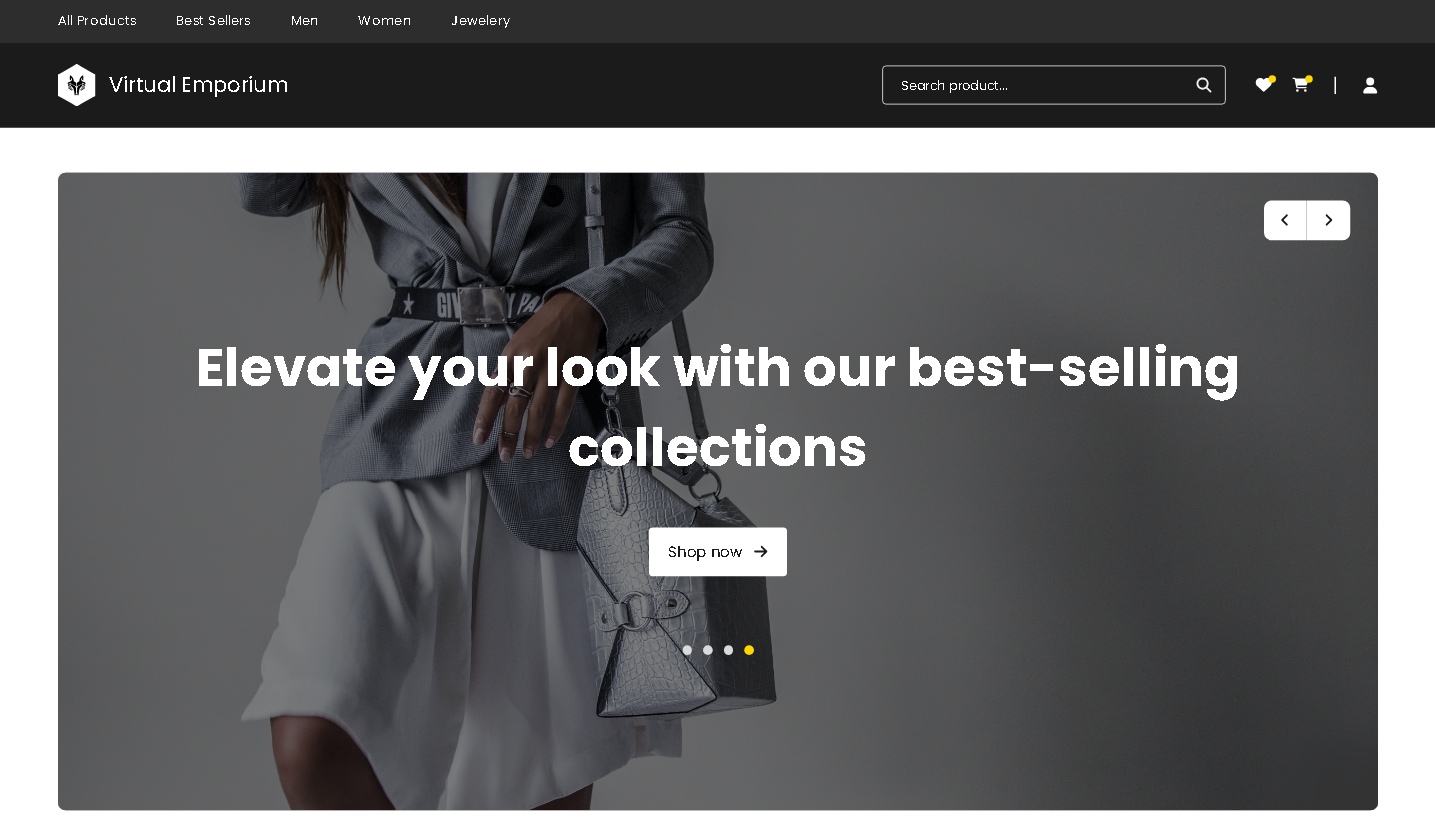 All Products Best Sellers Men Women Jewelery
Virtual Emporium
Search product...
Elevate your look with our best-selling
collections
Shop now